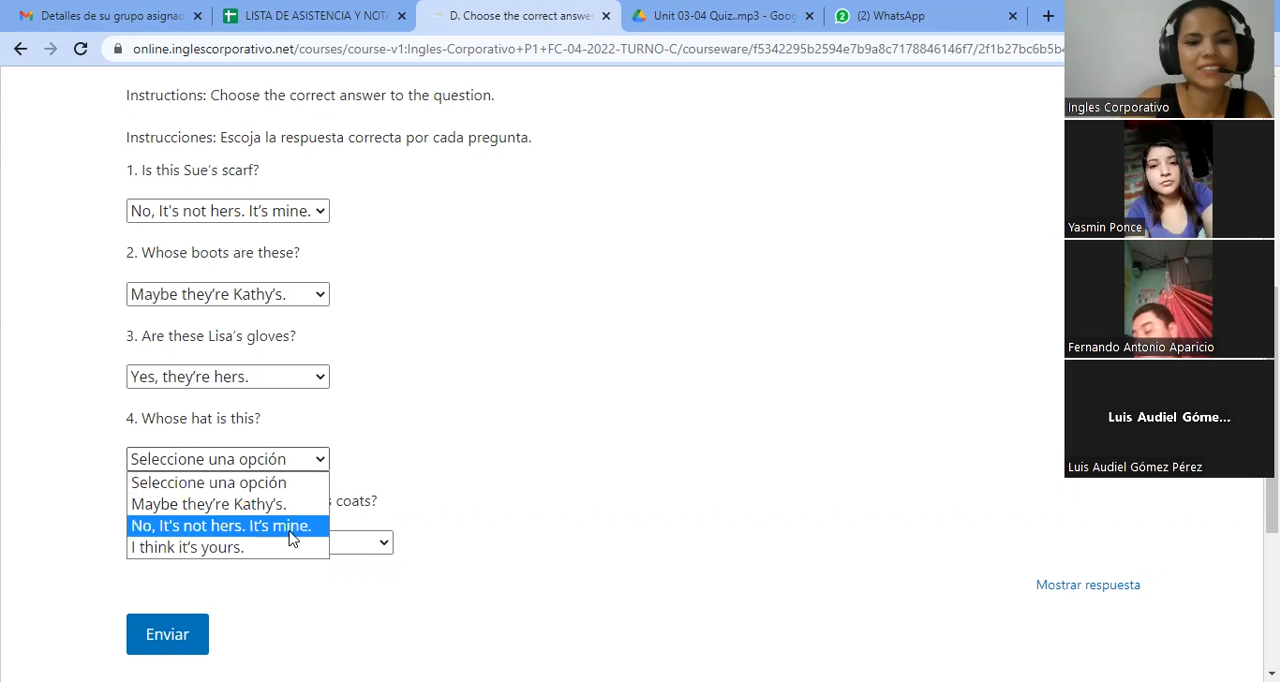 Detalles de su grupo asigna
LISTA DE ASISTENCIA Y NOT
D. Choose the correct answe
Unit 03-04 Quiz..mp3 - Goo
(2) WhatsApp
online.inglescorporativo.net/courses/course-v1:Ingles-Corporativo+P1+FC-04-2022-TURNO-C/courseware/f5342295b2594e7b9a8c7178846146f7/2f1b27bc6b5b4
Instructions: Choose the correct answer to the question.
Instrucciones: Escoja la respuesta correcta por cada pregunta.
1. Is this Sue's scarf?
No, It's not hers. It's mine.
2. Whose boots are these?
Maybe they're Kathy's.
3. Are these Lisa's gloves?
Yes, they're hers.
4. Whose hat is this?
Seleccione una opción
Seleccione una opción
Maybe they're Kathy's.
No, It's not hers. It's mine.
I think it's yours.
s coats?
Mostrar respuesta
Enviar
Ingles Corporativo
Yasmin Ponce
Fernando Antonio Aparicio
Luis Audiel Góme...
Luis Audiel Gómez Pérez